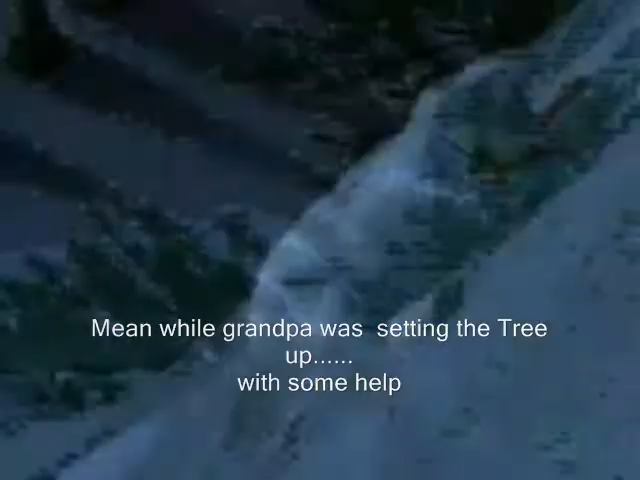 Mean while grandpa was  setting the Tree
up......
with some help